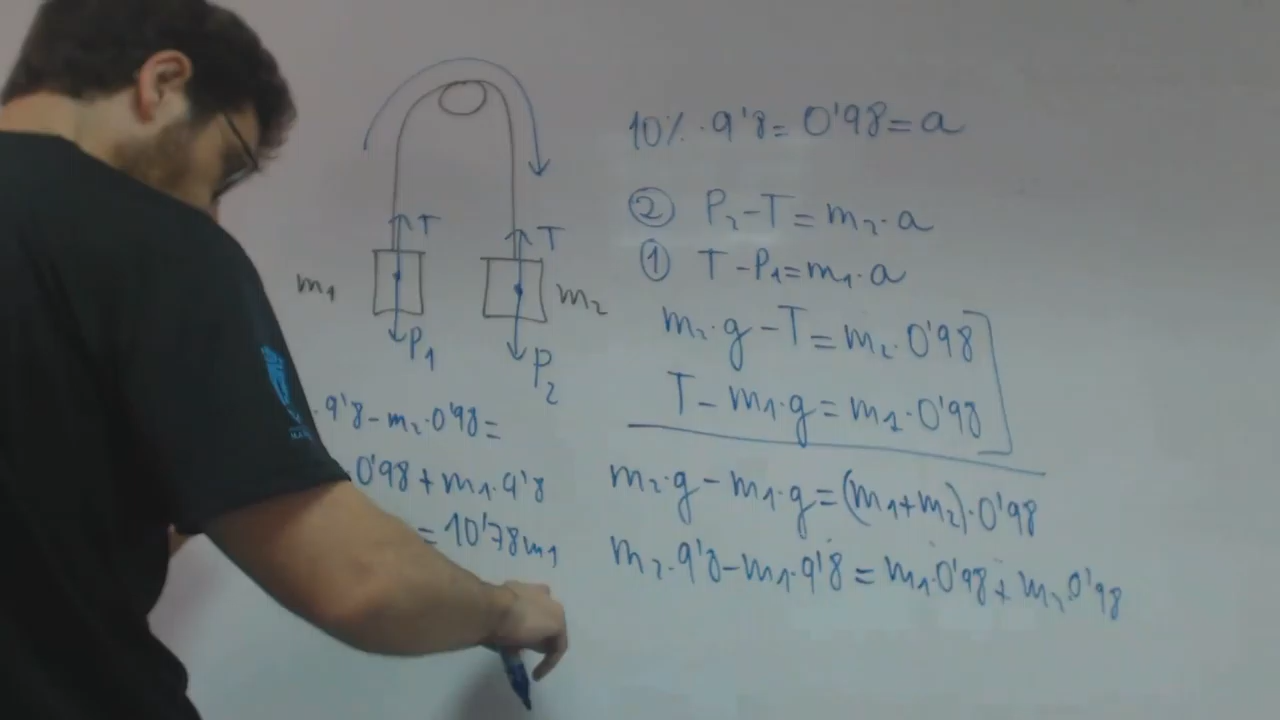 10% · 9'8 = 0'98 = a
② P₂ - T = m₂ · a
① T - P₁ = m₁ · a
m₂ · g - T = m₂ · 0'98
T - m₁ · g = m₁ · 0'98
m₂ · g - m₁ · g = (m₁ + m₂) · 0'98
m₂ · 9'8 - m₁ · 9'8 = m₁ · 0'98 + m₂ 0'98
T
T
m₁
m₂
P₁
P₂
· 9'8 - m₂ · 0'98 =
· 0'98 + m₁ · 9'8
= 10'78 m₁